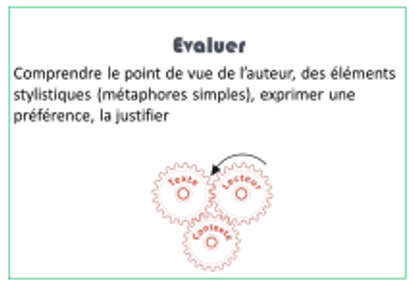 Evaluer
Comprendre le point de vue de l'auteur, des éléments
stylistiques (métaphores simples), exprimer une
préférence, la justifier
Texte
Lecteur
Contexte